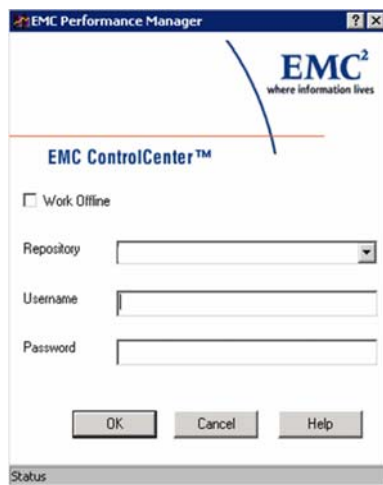 EMC Performance Manager
EMC²
where information lives
EMC ControlCenter™
Work Offline
Repository
Username
Password
OK Cancel Help
Status